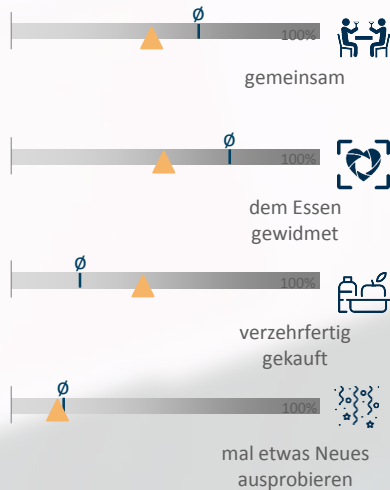 Ø
100%
gemeinsam
Ø
100%
dem Essen
gewidmet
Ø
100%
verzehrfertig
gekauft
Ø
100%
mal etwas Neues
ausprobieren